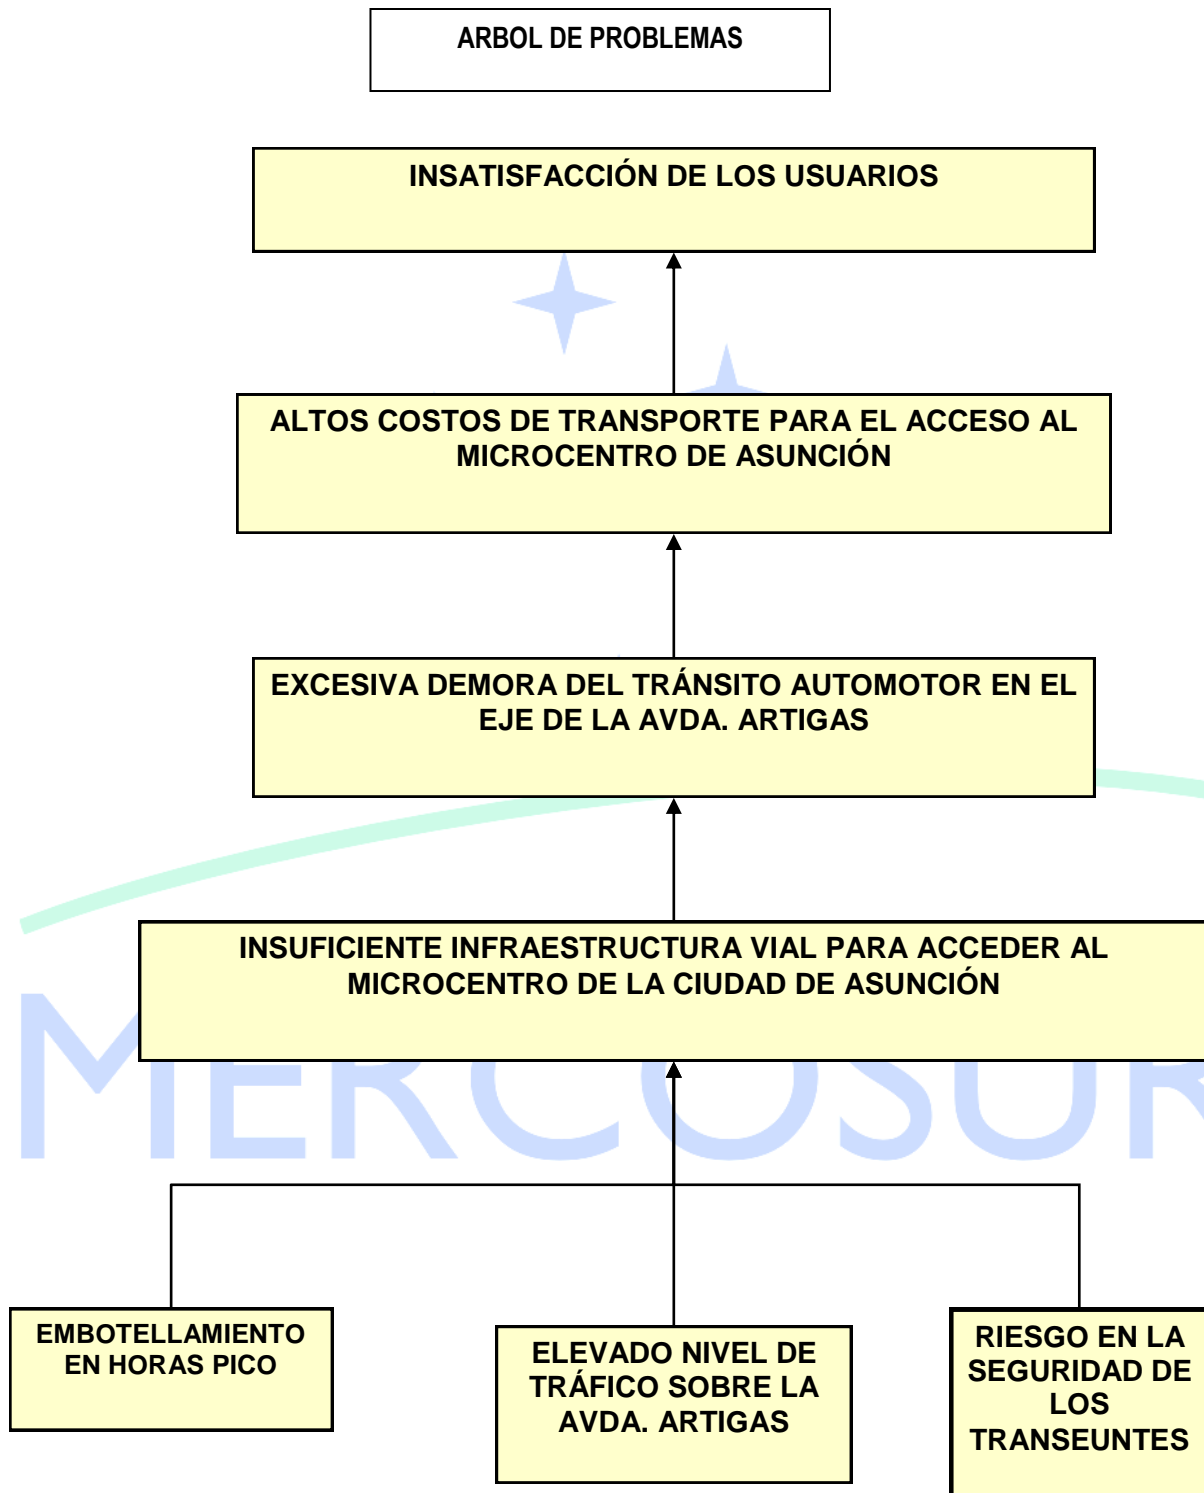 ARBOL DE PROBLEMAS
INSATISFACCIÓN DE LOS USUARIOS
ALTOS COSTOS DE TRANSPORTE PARA EL ACCESO AL
MICROCENTRO DE ASUNCIÓN
EXCESIVA DEMORA DEL TRÁNSITO AUTOMOTOR EN EL
EJE DE LA AVDA. ARTIGAS
INSUFICIENTE INFRAESTRUCTURA VIAL PARA ACCEDER AL
MICROCENTRO DE LA CIUDAD DE ASUNCIÓN
MERCOSUR
EMBOTELLAMIENTO
EN HORAS PICO
ELEVADO NIVEL DE
TRÁFICO SOBRE LA
AVDA. ARTIGAS
RIESGO EN LA
SEGURIDAD DE
LOS
TRANSEUNTES